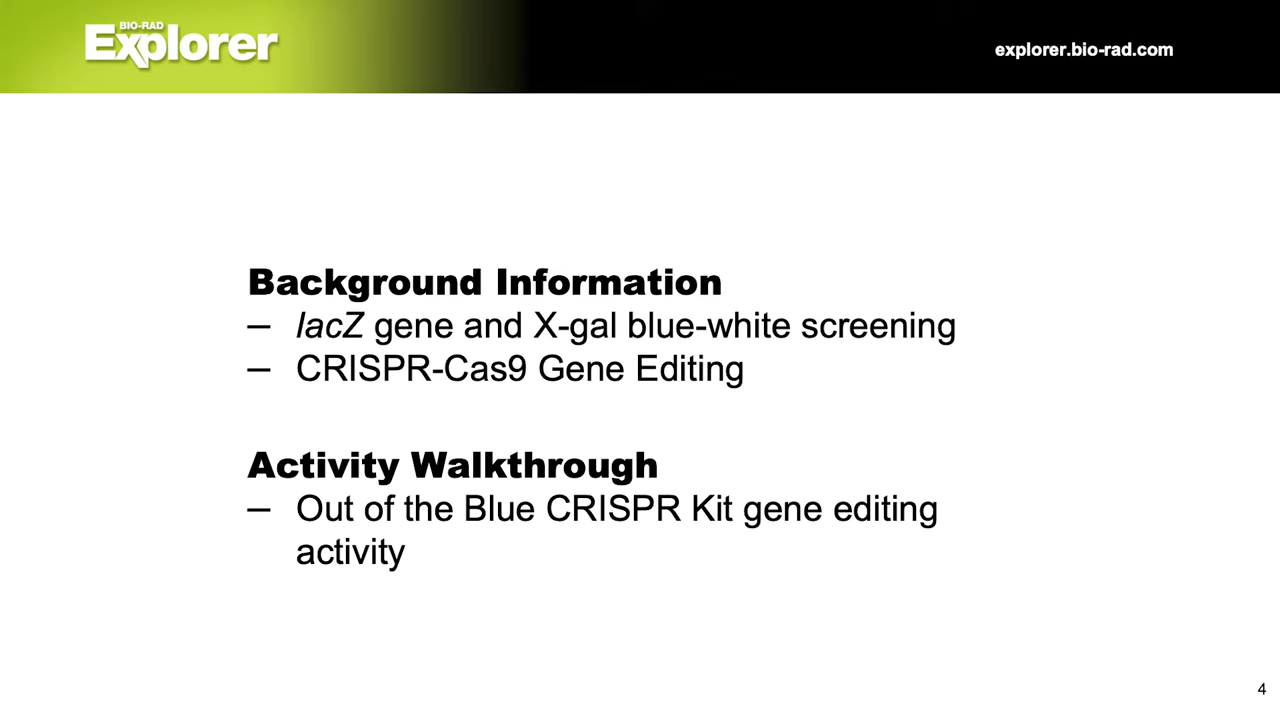 BIO-RAD
Explorer
explorer.bio-rad.com
Background Information
– lacZ gene and X-gal blue-white screening
– CRISPR-Cas9 Gene Editing
Activity Walkthrough
– Out of the Blue CRISPR Kit gene editing
activity
4